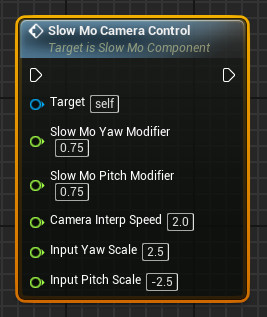 Slow Mo Camera Control
Target is Slow Mo Component
Target self
Slow Mo Yaw Modifier
0.75
Slow Mo Pitch Modifier
0.75
Camera Interp Speed 2.0
Input Yaw Scale 2.5
Input Pitch Scale -2.5